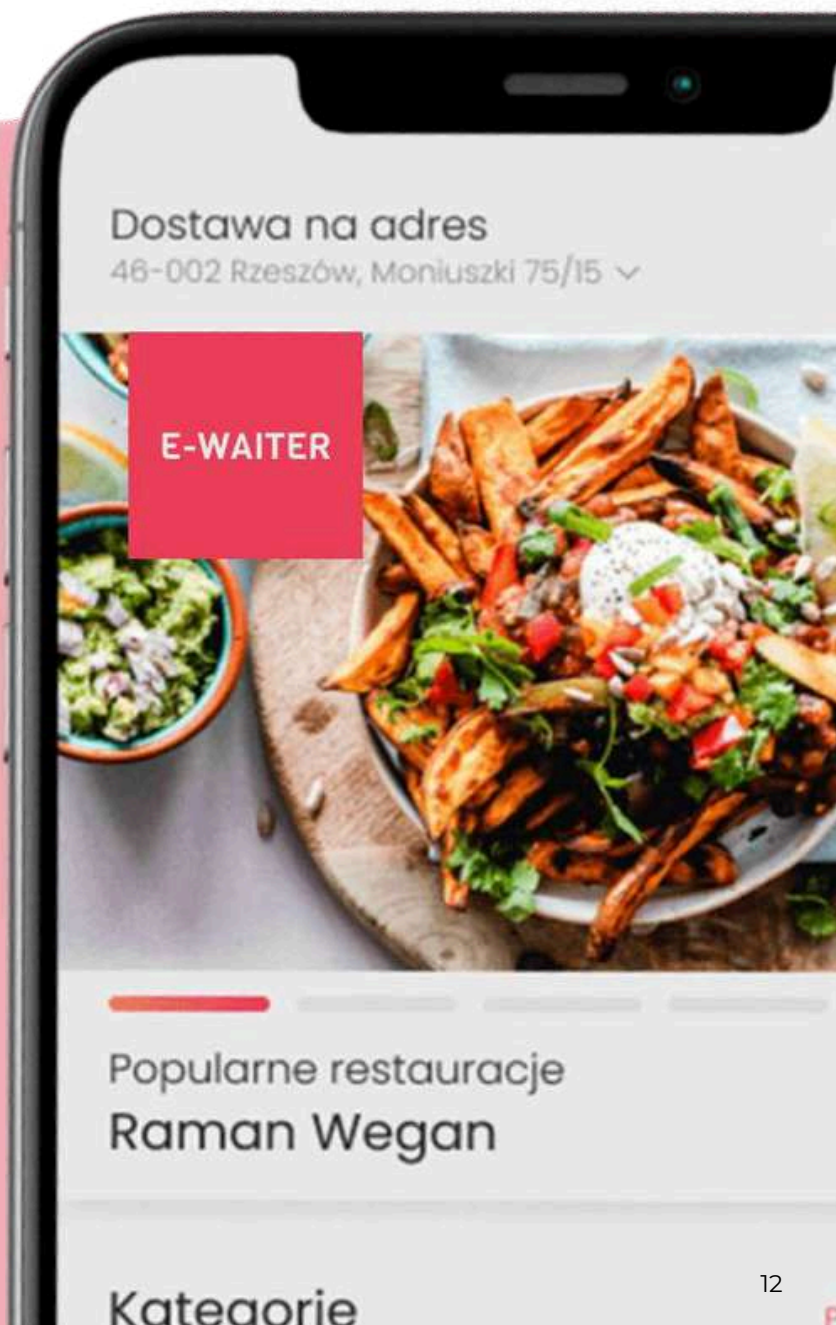 Dostawa na adres
46-002 Rzeszów, Moniuszki 75/15
E-WAITER
Popularne restauracje
Raman Wegan
12
Kategorie